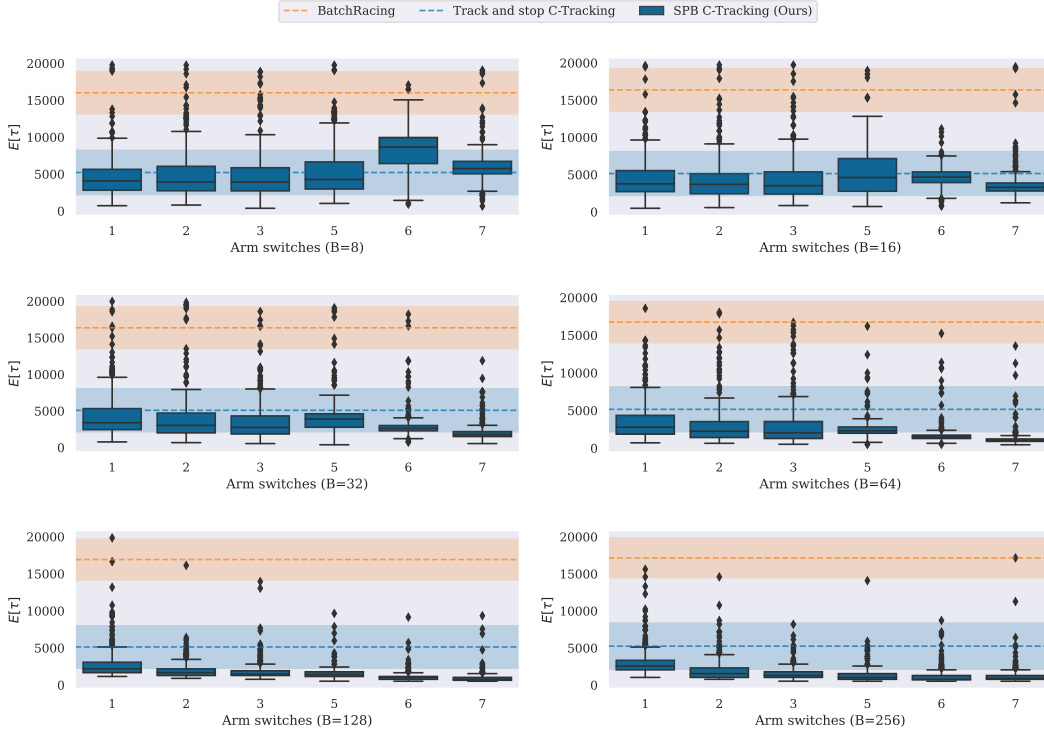 BatchRacing Track and stop C-Tracking SPB C-Tracking (Ours)
20000 15000 10000 5000 0
E[τ]
1 2 3 5 6 7
Arm switches (B=8)
20000 15000 10000 5000 0
E[τ]
1 2 3 5 6 7
Arm switches (B=16)
20000 15000 10000 5000 0
E[τ]
1 2 3 5 6 7
Arm switches (B=32)
20000 15000 10000 5000 0
E[τ]
1 2 3 5 6 7
Arm switches (B=64)
20000 15000 10000 5000 0
E[τ]
1 2 3 5 6 7
Arm switches (B=128)
20000 15000 10000 5000 0
E[τ]
1 2 3 5 6 7
Arm switches (B=256)